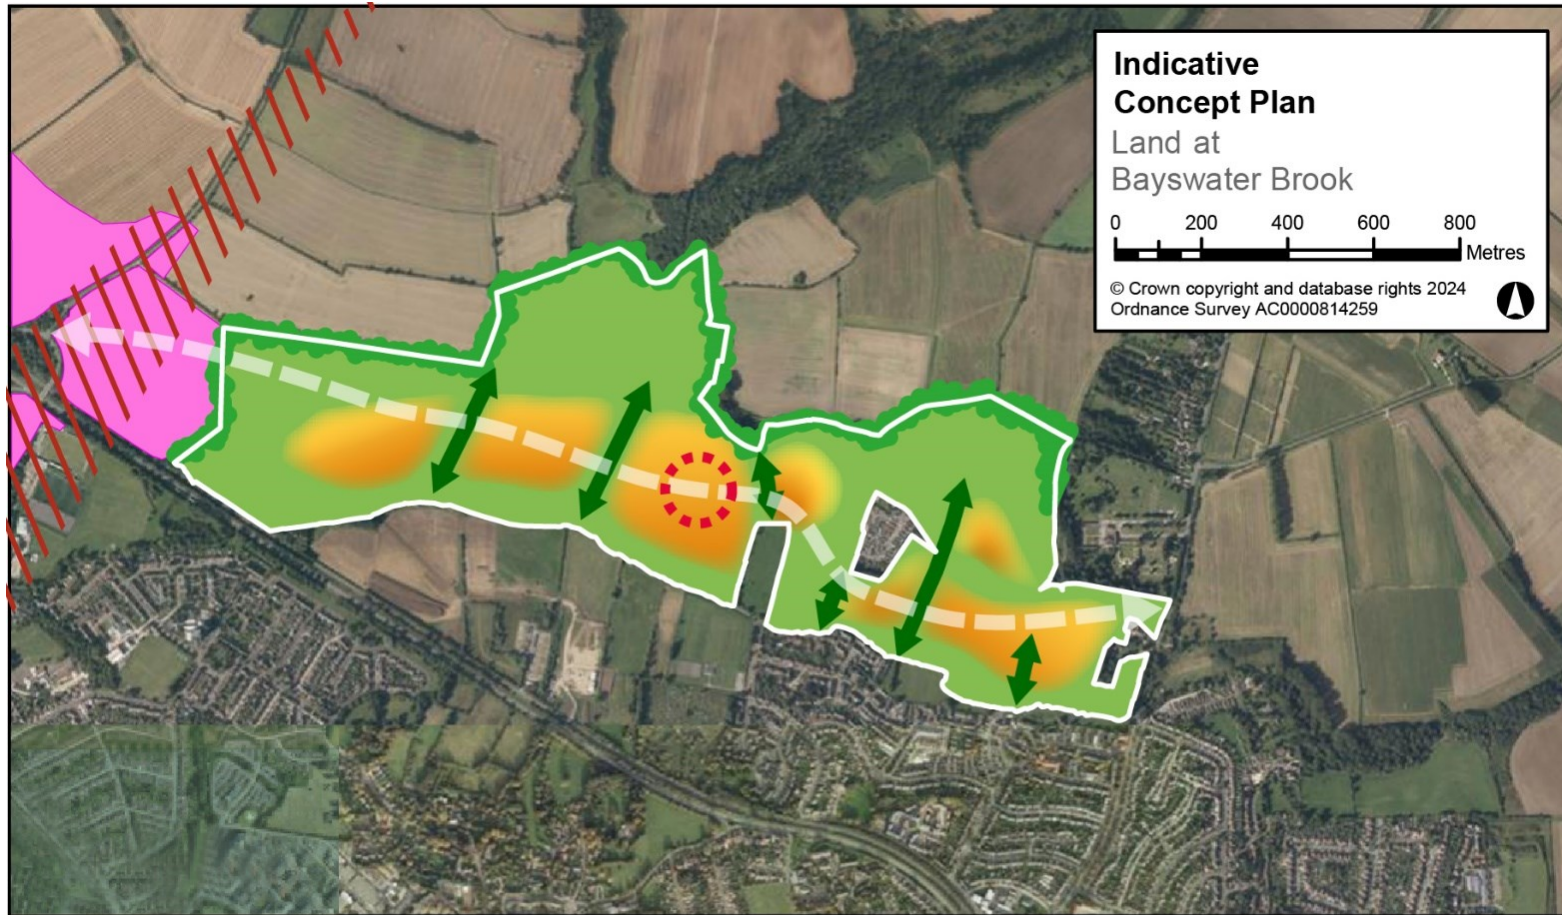 Indicative
Concept Plan
Land at
Bayswater Brook
0 200 400 600 800
Metres
© Crown copyright and database rights 2024
Ordnance Survey AC0000814259